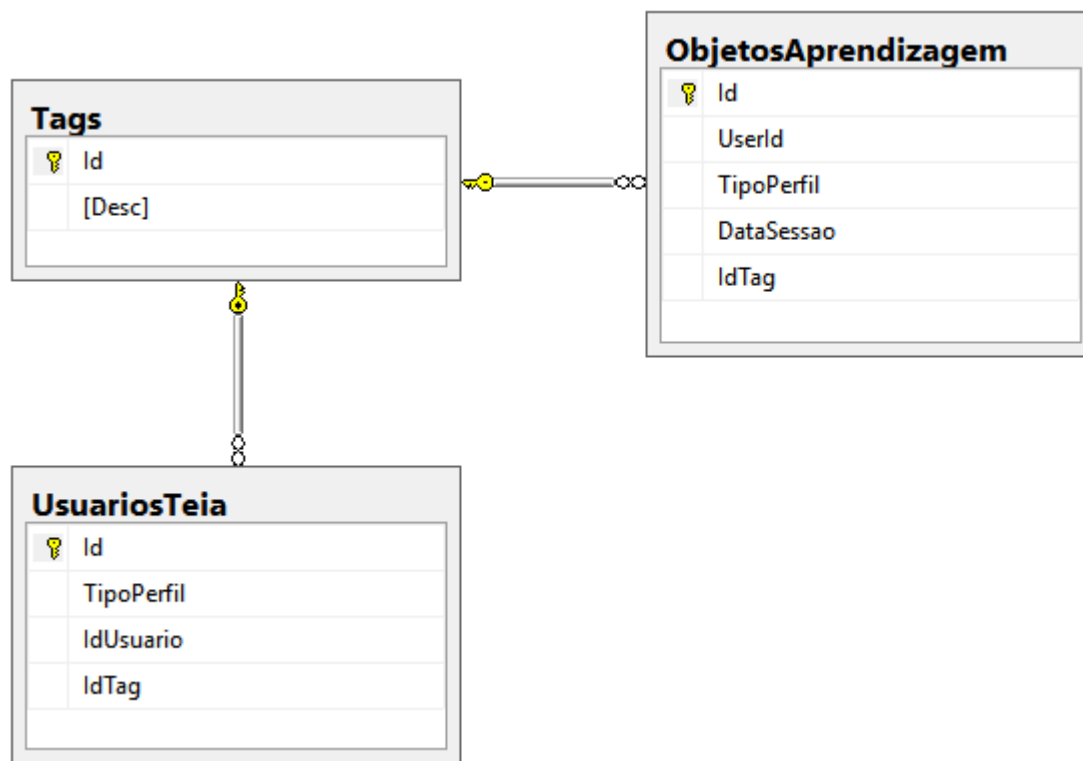 Tags
Id
[Desc]
ObjetosAprendizagem
Id
UserId
TipoPerfil
DataSessao
IdTag
UsuariosTeia
Id
TipoPerfil
IdUsuario
IdTag